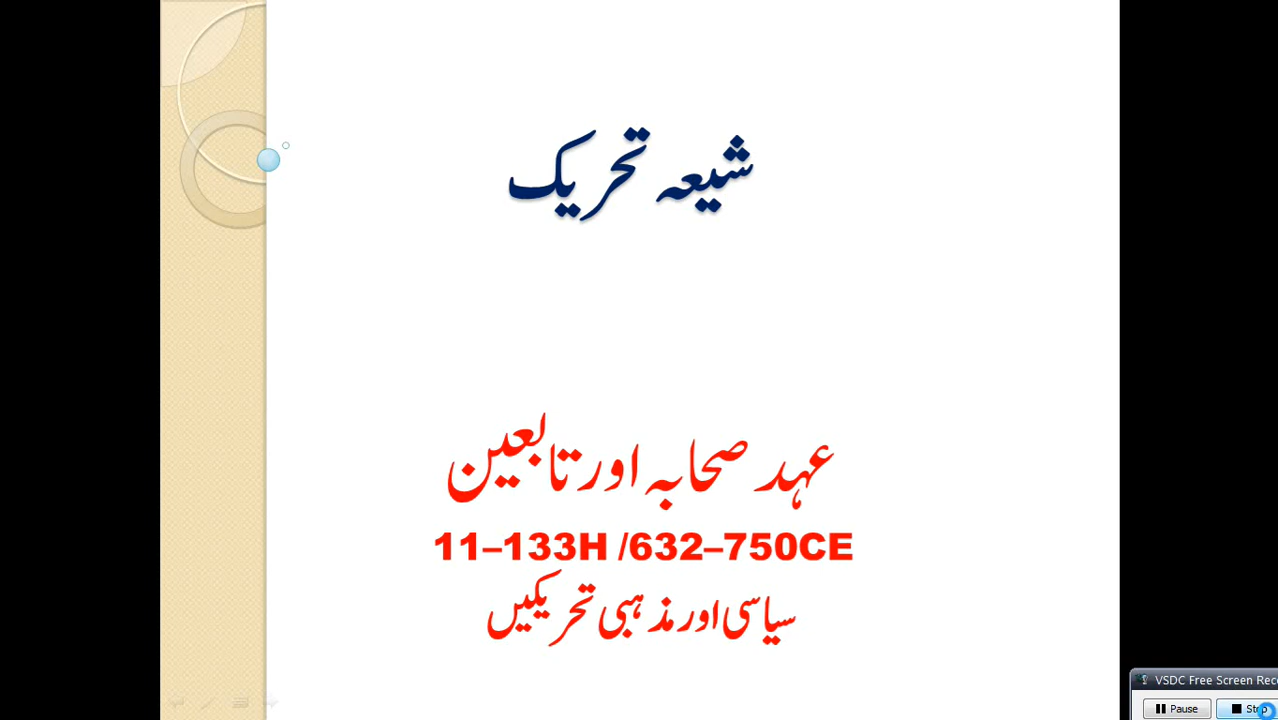 شیعہ تحریک
عہد صحابہ اور تابعین
11–133H /632–750CE
سیاسی اور مذہبی تحریکیں
VSDC Free Screen Rec
Pause
Stop